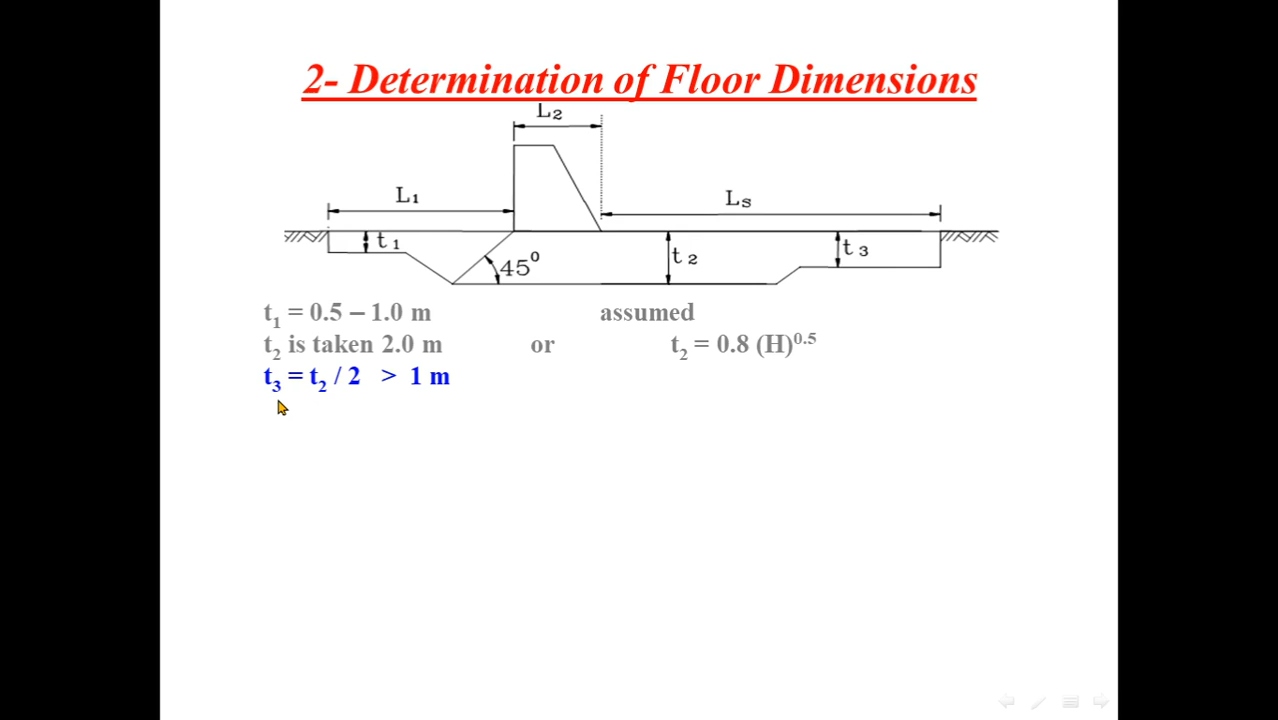 2- Determination of Floor Dimensions
L2
L1
Ls
t1
t2
t3
45⁰
t₁ = 0.5 – 1.0 m assumed
t₂ is taken 2.0 m or t₂ = 0.8 (H)⁰·⁵
t₃ = t₂ / 2 > 1 m